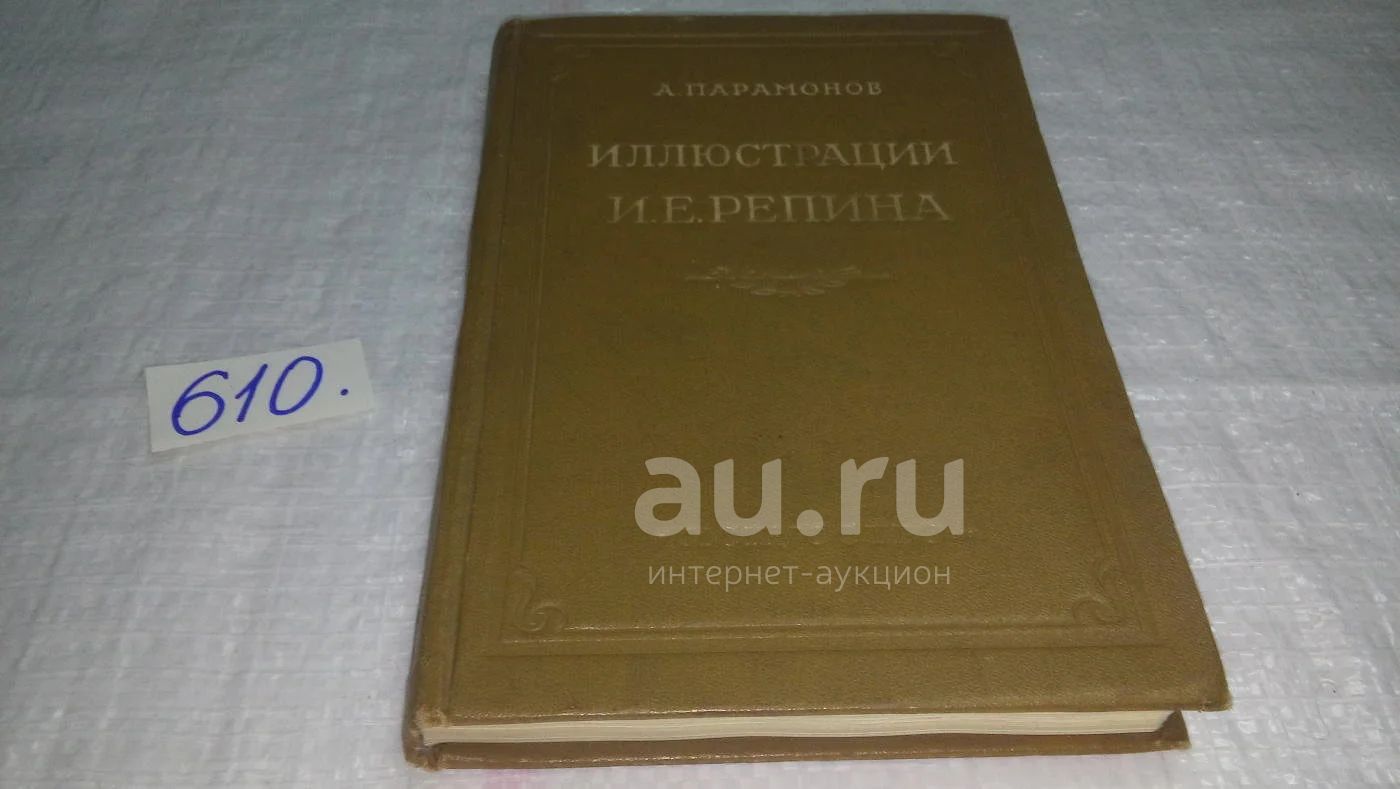 А.ПАРАМОНОВ
ИЛЛЮСТРАЦИИ
И.Е.РЕПИНА
610.
au.ru
интернет-аукцион